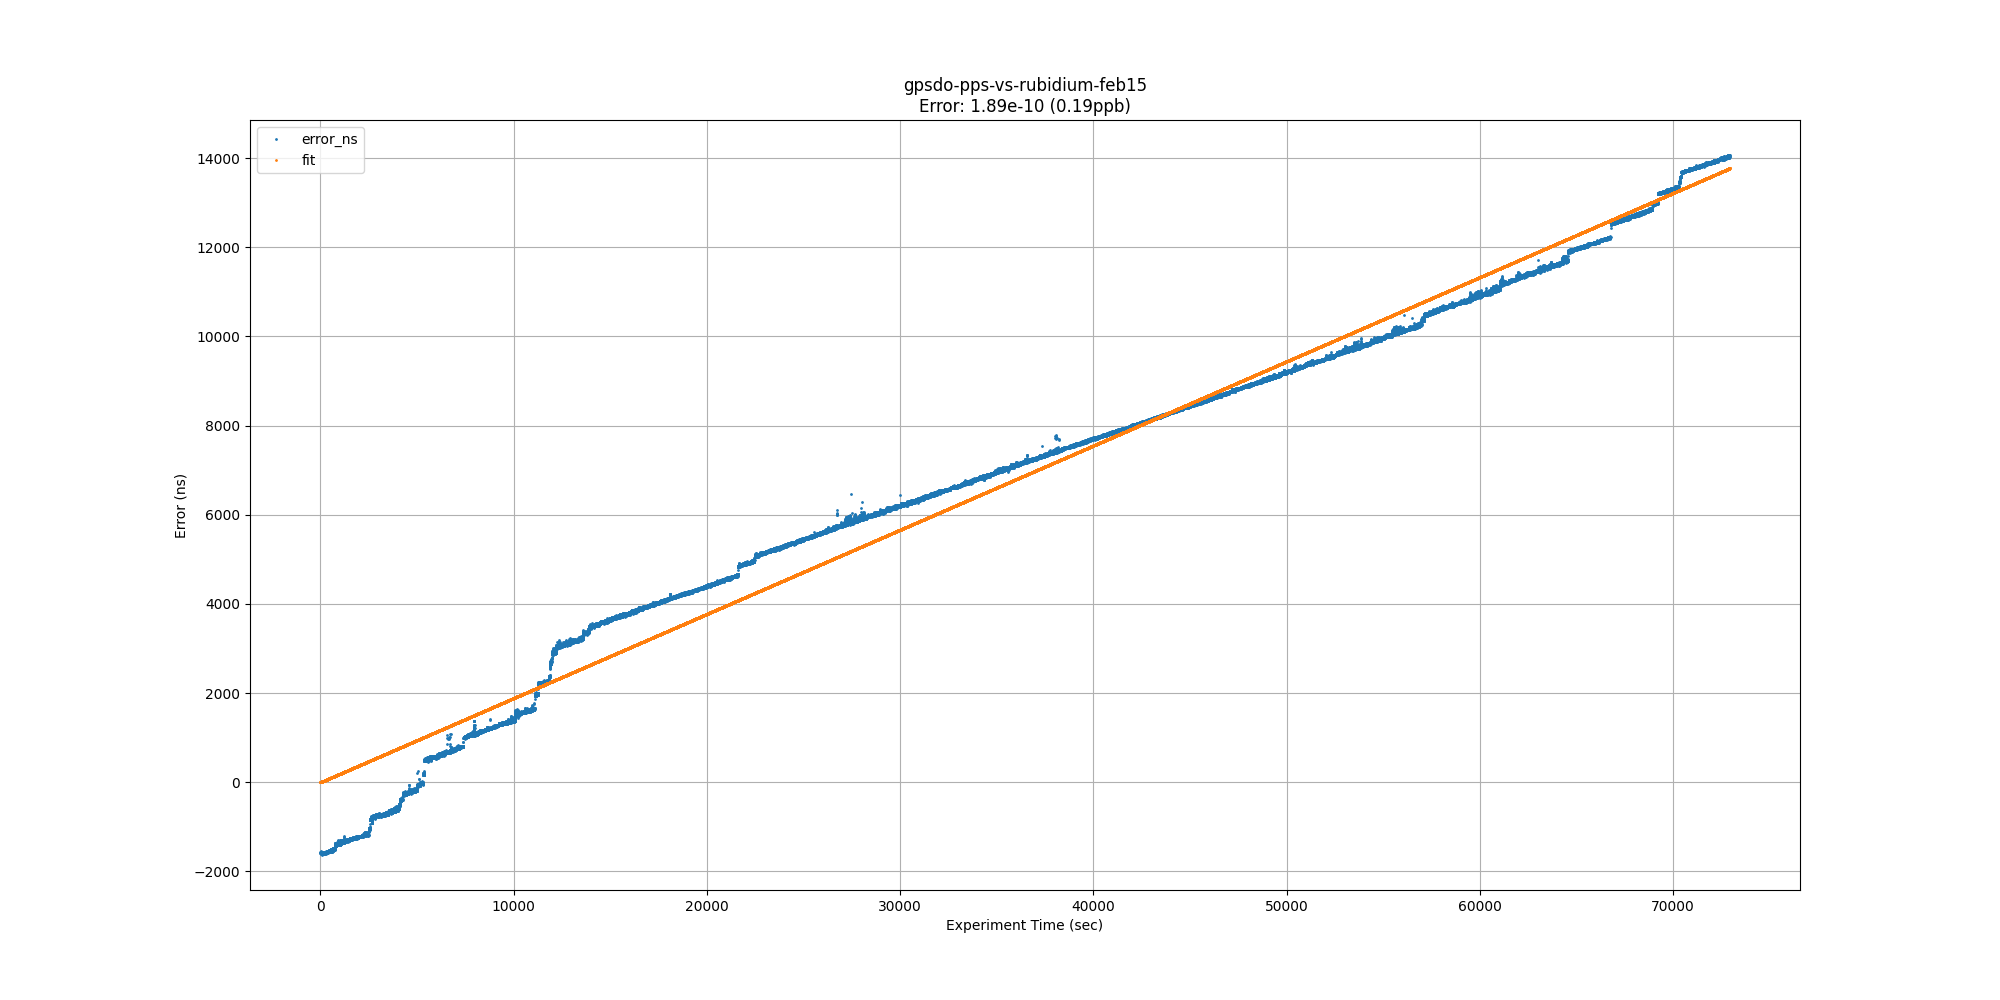 gpsdo-pps-vs-rubidium-feb15
Error: 1.89e-10 (0.19ppb)
error_ns
fit
14000
12000
10000
8000
6000
4000
2000
0
−2000
Error (ns)
0 10000 20000 30000 40000 50000 60000 70000
Experiment Time (sec)